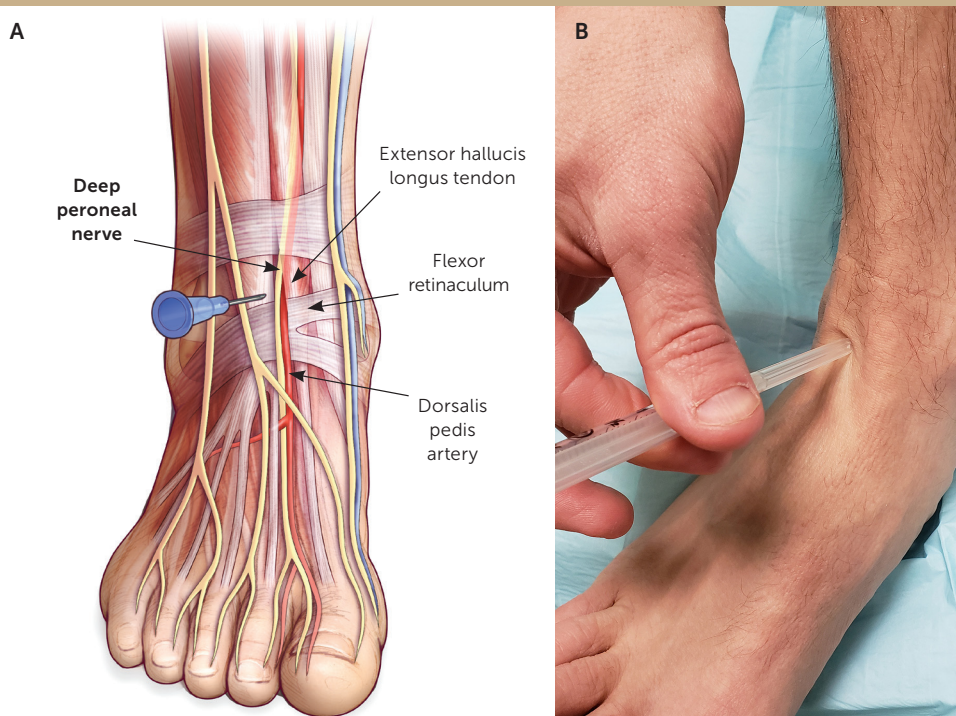 A
B
Extensor hallucis
longus tendon
Deep
peroneal
nerve
Flexor
retinaculum
Dorsalis
pedis
artery